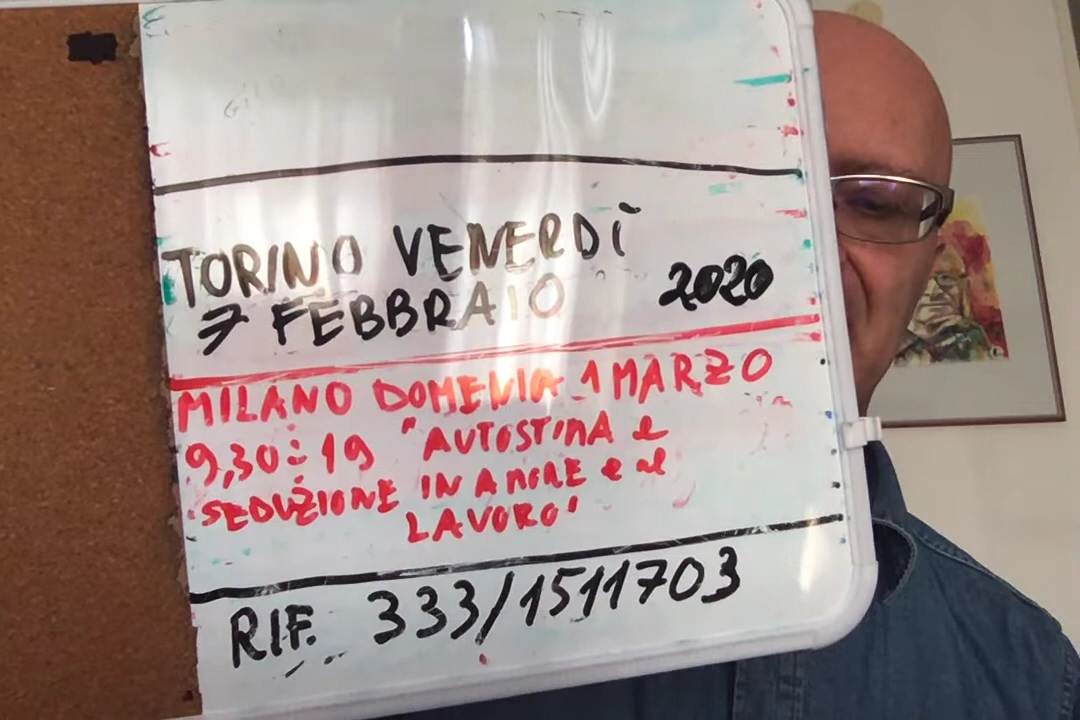 TORINO VENERDÌ
7 FEBBRAIO 2020
MILANO DOMENIA 1 MARZO
9,30÷19 "AUTOSTIMA e
SEDUZIONE IN AMORE e al
LAVORO"
RIF. 333/1511703